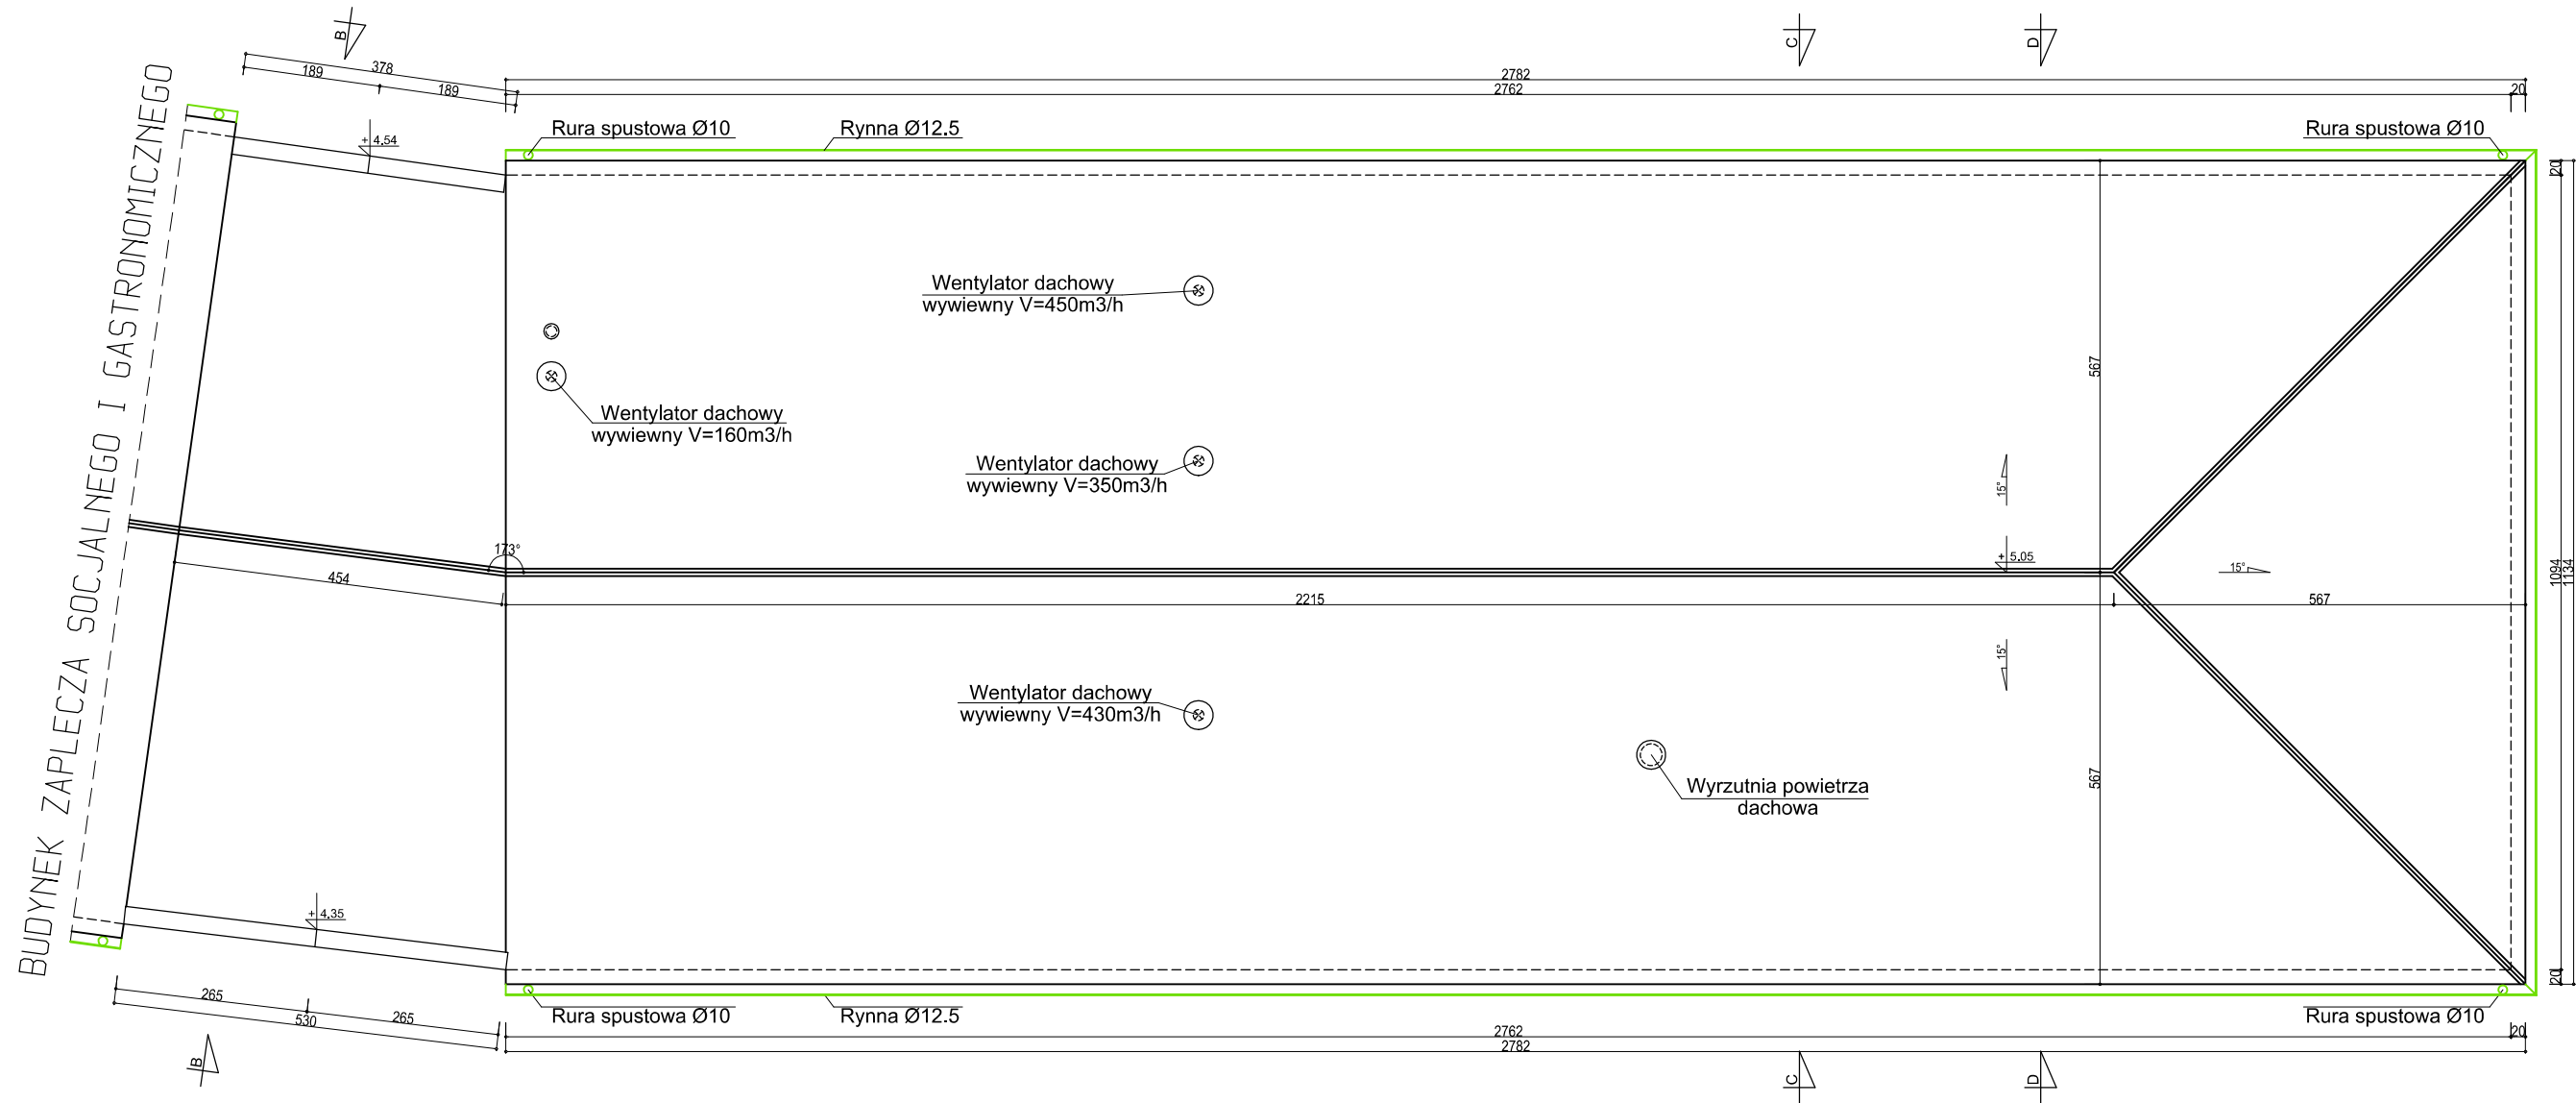 B
C
D
378
189
189
2782
2762
20
Rura spustowa Ø10
Rynna Ø12.5
Rura spustowa Ø10
+ 4.54
20
BUDYNEK ZAPLECZA SOCJALNEGO I GASTRONOMICZNEGO
Wentylator dachowy
wywiewny V=450m3/h
567
Wentylator dachowy
wywiewny V=160m3/h
Wentylator dachowy
wywiewny V=350m3/h
15°
173°
+ 5.05
15°
454
2215
567
1094
1134
15°
Wentylator dachowy
wywiewny V=430m3/h
567
Wyrzutnia powietrza
dachowa
+ 4.35
20
265
265
530
Rura spustowa Ø10
Rynna Ø12.5
Rura spustowa Ø10
2762
20
2782
B
C
D